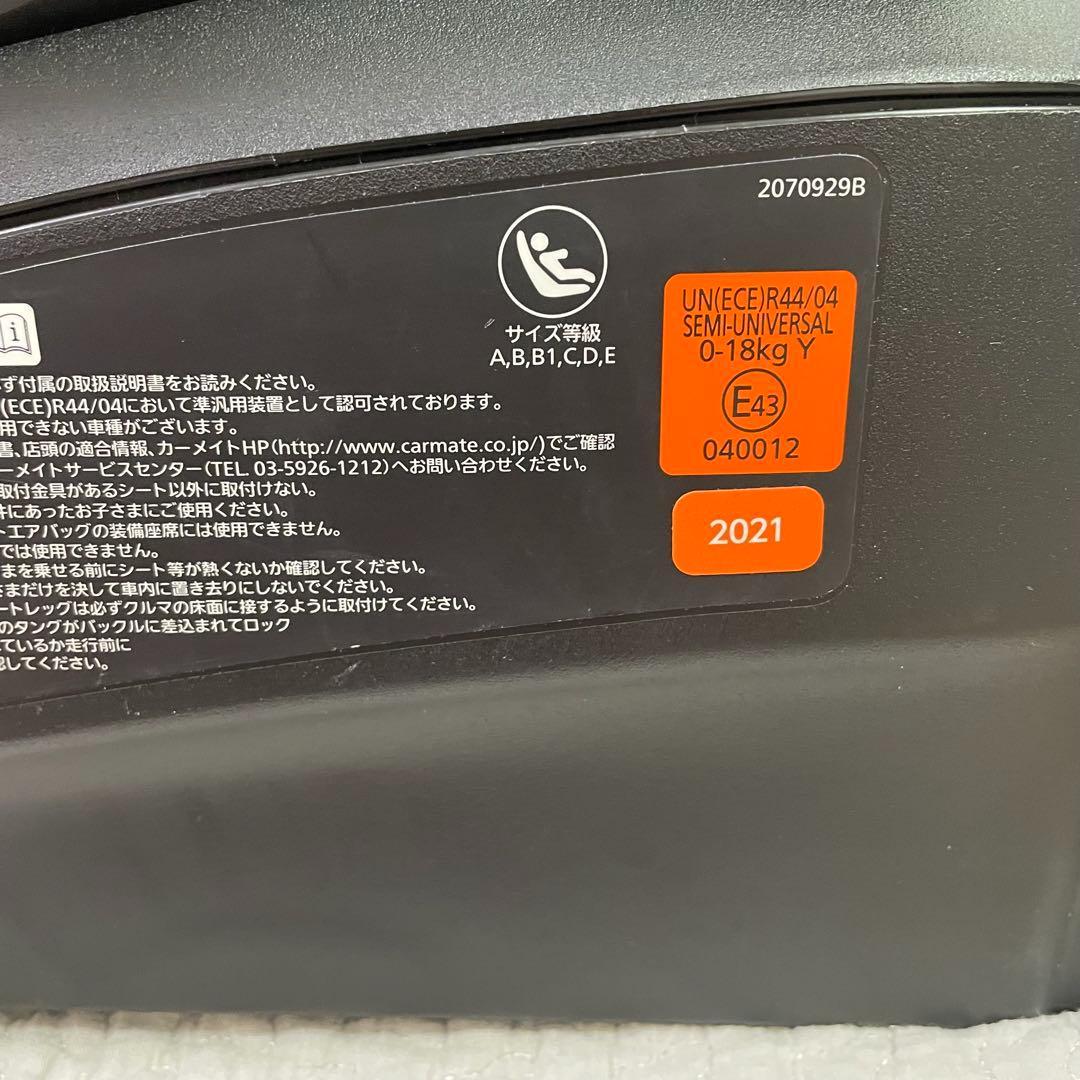 2070929B
サイズ等級
A,B,B1,C,D,E
UN(ECE)R44/04
SEMI-UNIVERSAL
0-18kg Y
E43
040012
2021
i
ず付属の取扱説明書をお読みください。
(ECE)R44/04において準汎用装置として認可されております。
用できない車種がございます。
書、店頭の適合情報、カーメイトHP(http://www.carmate.co.jp/)でご確認
ーメイトサービスセンター(TEL. 03-5926-1212)へお問い合わせください。
取付金具があるシート以外に取付けない。
件にあったお子さまにご使用ください。
トエアバッグの装備座席には使用できません。
では使用できません。
まを乗せる前にシート等が熱くないか確認してください。
さまだけを決して車内に置き去りにしないでください。
ートレッグは必ずクルマの床面に接するように取付けてください。
のタングがバックルに差込まれてロック
ているか走行前に
認してください。